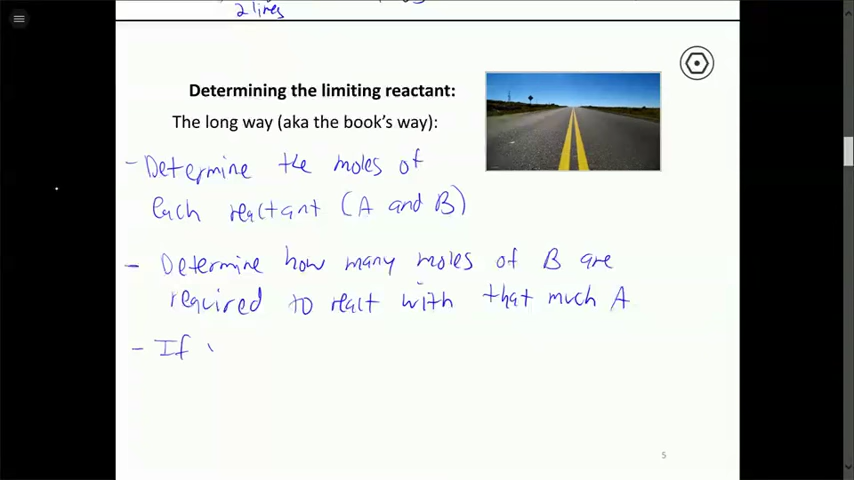 2 lines
Determining the limiting reactant:
The long way (aka the book's way):
- Determine the moles of
each reactant (A and B)
- Determine how many moles of B are
required to react with that much A
- If
5